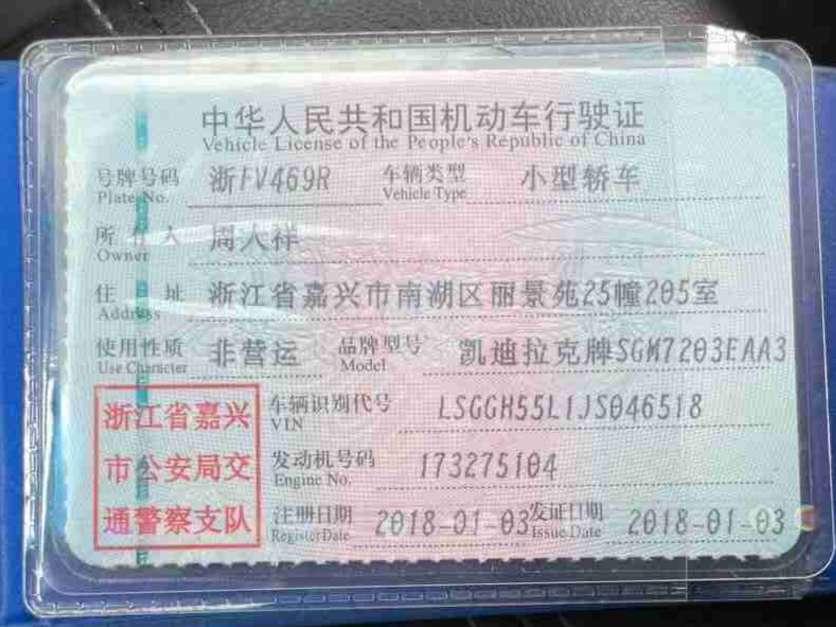 中华人民共和国机动车行驶证
Vehicle License of the People's Republic of China
号牌号码 浙FV469R 车辆类型 小型轿车
Plate No. Vehicle Type
所有人 周人祥
Owner
住址 浙江省嘉兴市南湖区丽景苑25幢205室
Address
使用性质 非营运 品牌型号 凯迪拉克牌SGM7203EAA3
Use Character Model
浙江省嘉兴
市公安局交
通警察支队
车辆识别代号 LSGGH55L1JS046518
VIN
发动机号码 173275104
Engine No.
注册日期 2018-01-03 发证日期 2018-01-03
Register Date Issue Date